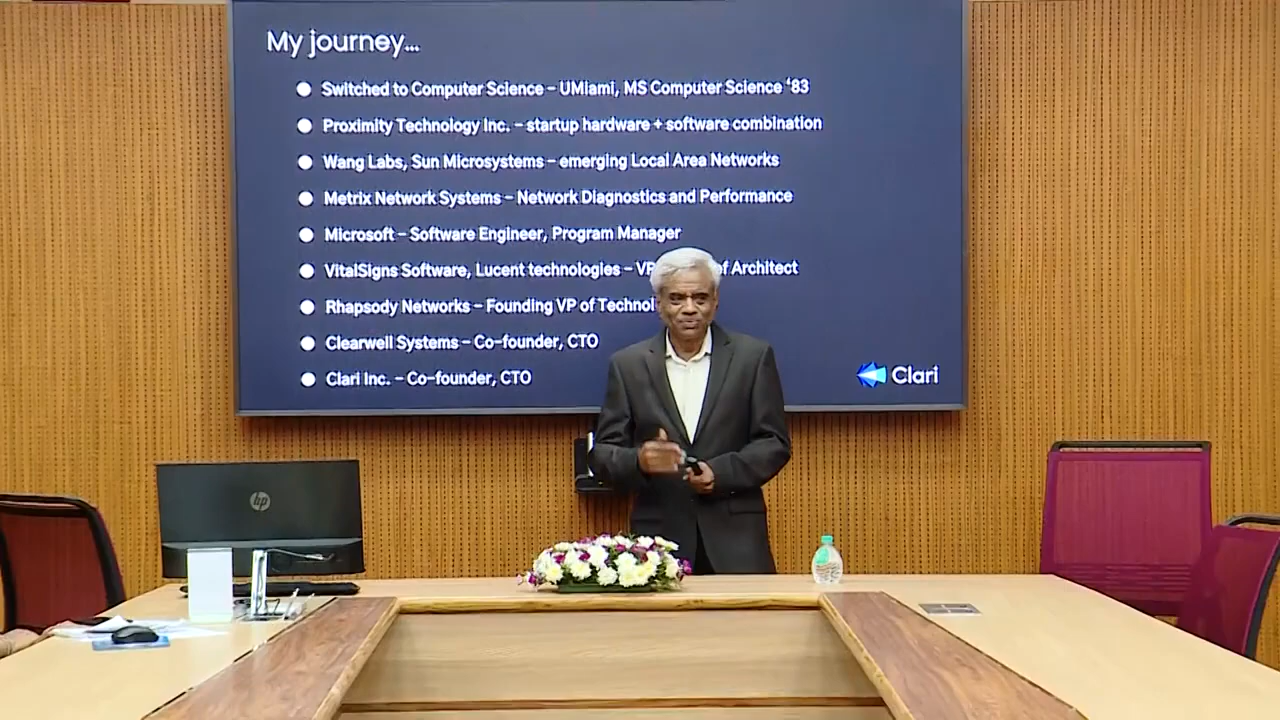 My journey...
Switched to Computer Science – UMiami, MS Computer Science ‘83
Proximity Technology Inc. – startup hardware + software combination
Wang Labs, Sun Microsystems – emerging Local Area Networks
Metrix Network Systems – Network Diagnostics and Performance
Microsoft – Software Engineer, Program Manager
VitalSigns Software, Lucent technologies – VP of Architect
Rhapsody Networks – Founding VP of Technol
Clearwell Systems – Co-founder, CTO
Clari Inc. – Co-founder, CTO
Clari
hp